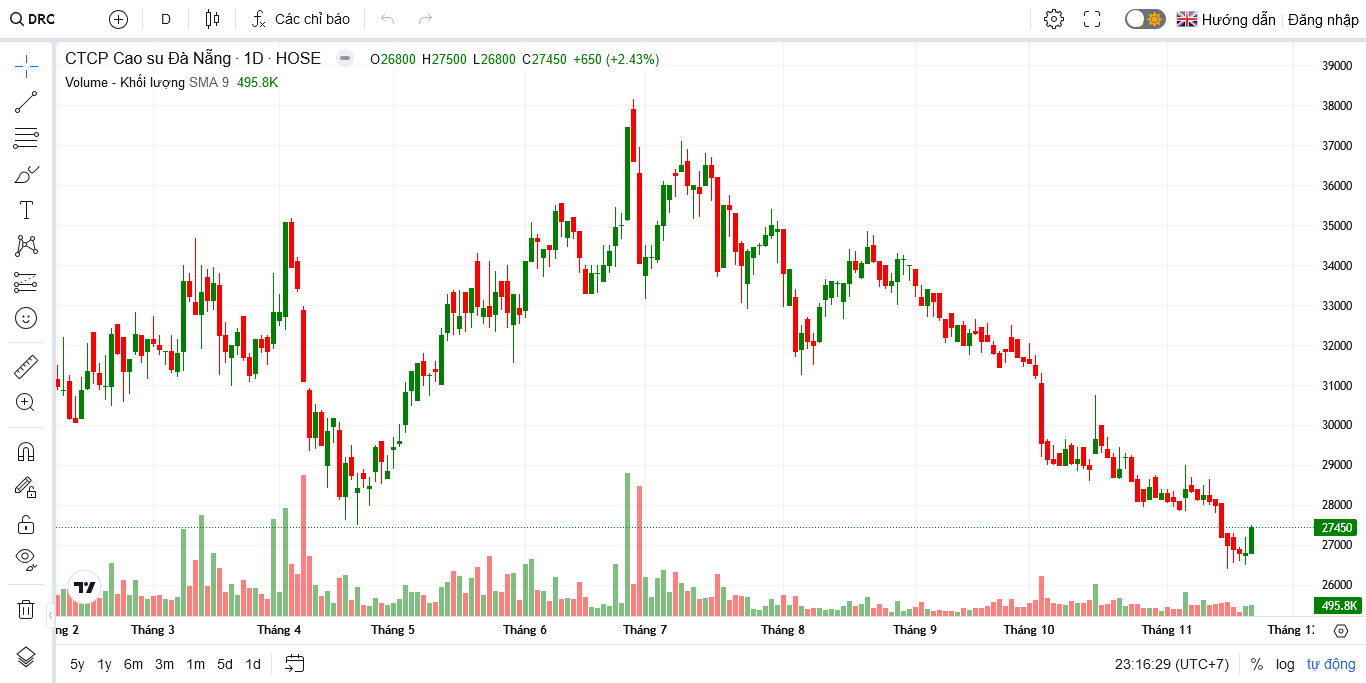 DRC D Các chỉ báo Hướng dẫn Đăng nhập
CTCP Cao su Đà Nẵng · 1D · HOSE O26800 H27500 L26800 C27450 +650 (+2.43%)
Volume - Khối lượng SMA 9 495.8K
39000
38000
37000
36000
35000
34000
33000
32000
31000
30000
29000
28000
27450
27000
26000
495.8K
ng 2 Tháng 3 Tháng 4 Tháng 5 Tháng 6 Tháng 7 Tháng 8 Tháng 9 Tháng 10 Tháng 11 Tháng 1
5y 1y 6m 3m 1m 5d 1d 23:16:29 (UTC+7) % log tự động